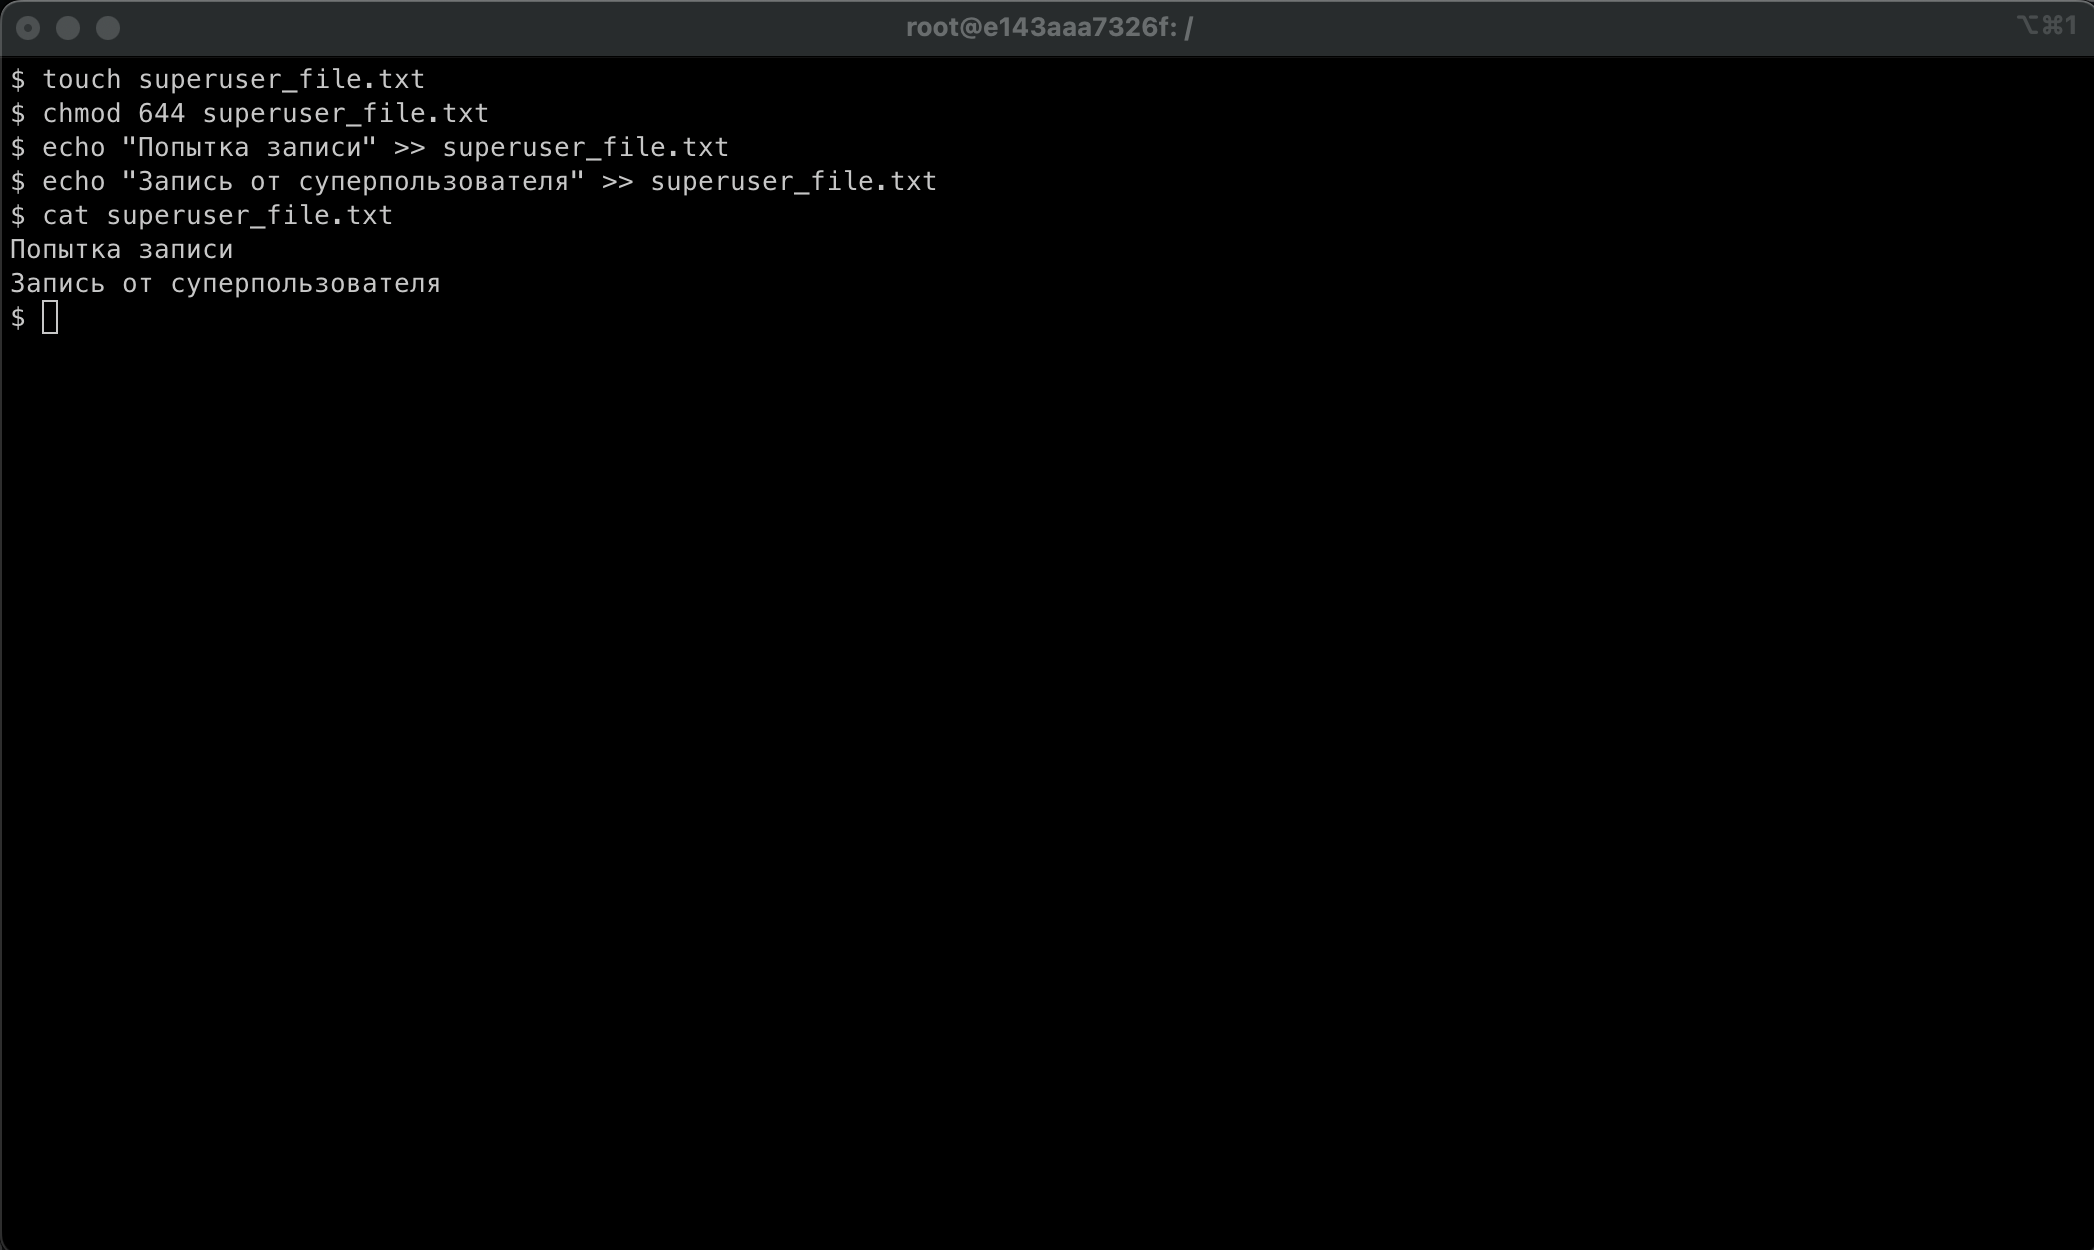 root@e143aaa7326f: /
⌥⌘1
$ touch superuser_file.txt
$ chmod 644 superuser_file.txt
$ echo "Попытка записи" >> superuser_file.txt
$ echo "Запись от суперпользователя" >> superuser_file.txt
$ cat superuser_file.txt
Попытка записи
Запись от суперпользователя
$